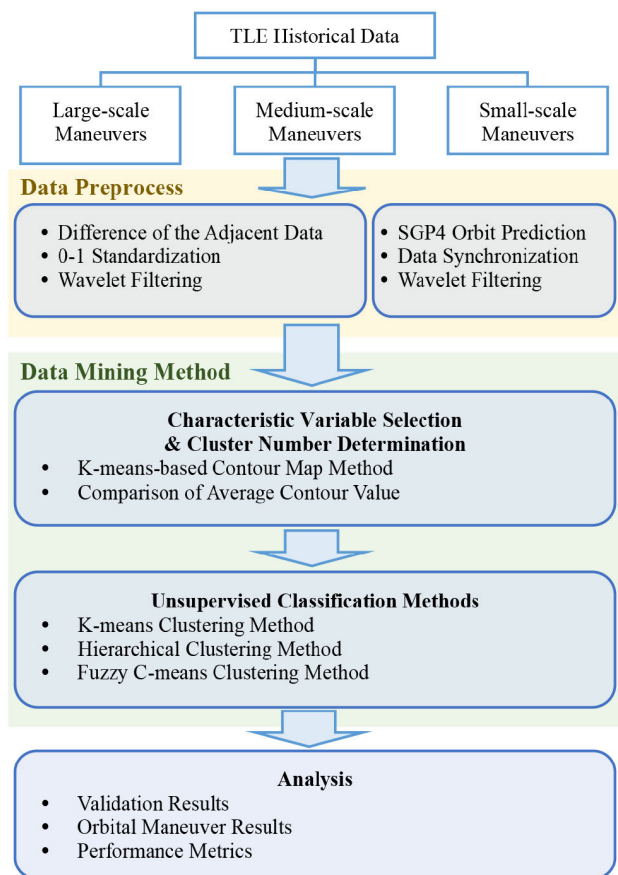 TLE Historical Data
Large-scale
Maneuvers
Medium-scale
Maneuvers
Small-scale
Maneuvers
Data Preprocess
• Difference of the Adjacent Data
• 0-1 Standardization
• Wavelet Filtering
• SGP4 Orbit Prediction
• Data Synchronization
• Wavelet Filtering
Data Mining Method
Characteristic Variable Selection
& Cluster Number Determination
• K-means-based Contour Map Method
• Comparison of Average Contour Value
Unsupervised Classification Methods
• K-means Clustering Method
• Hierarchical Clustering Method
• Fuzzy C-means Clustering Method
Analysis
• Validation Results
• Orbital Maneuver Results
• Performance Metrics